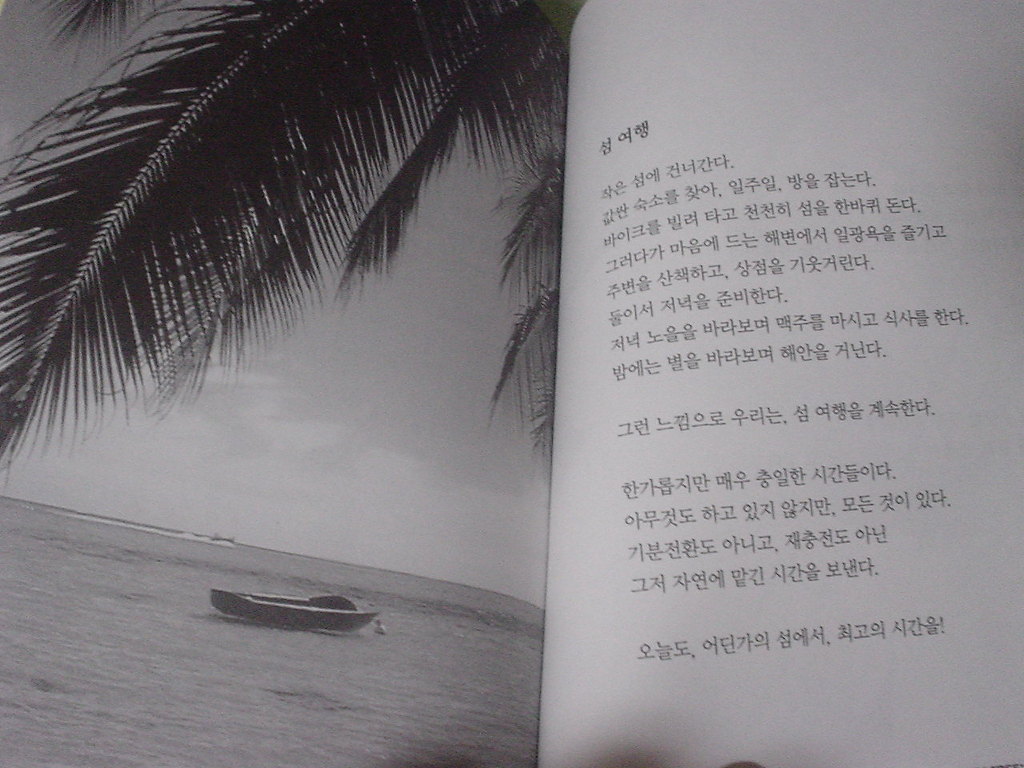 섬 여행
작은 섬에 건너간다.
값싼 숙소를 찾아, 일주일, 방을 잡는다.
바이크를 빌려 타고 천천히 섬을 한바퀴 돈다.
그러다가 마음에 드는 해변에서 일광욕을 즐기고
주변을 산책하고, 상점을 기웃거린다.
둘이서 저녁을 준비한다.
저녁 노을을 바라보며 맥주를 마시고 식사를 한다.
밤에는 별을 바라보며 해안을 거닌다.
그런 느낌으로 우리는, 섬 여행을 계속한다.
한가롭지만 매우 충일한 시간들이다.
아무것도 하고 있지 않지만, 모든 것이 있다.
기분전환도 아니고, 재충전도 아닌
그저 자연에 맡긴 시간을 보낸다.
오늘도, 어딘가의 섬에서, 최고의 시간을!